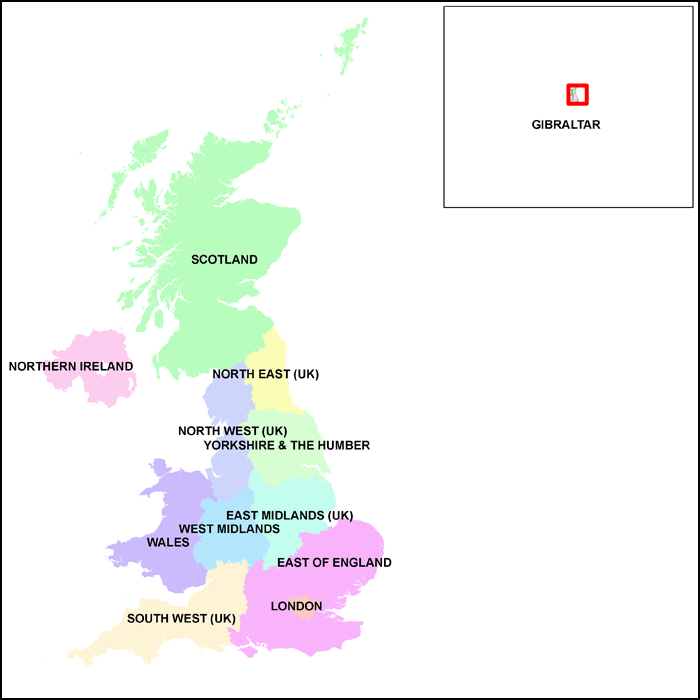 GIBRALTAR
SCOTLAND
NORTHERN IRELAND
NORTH EAST (UK)
NORTH WEST (UK)
YORKSHIRE & THE HUMBER
EAST MIDLANDS (UK)
WEST MIDLANDS
WALES
EAST OF ENGLAND
LONDON
SOUTH WEST (UK)